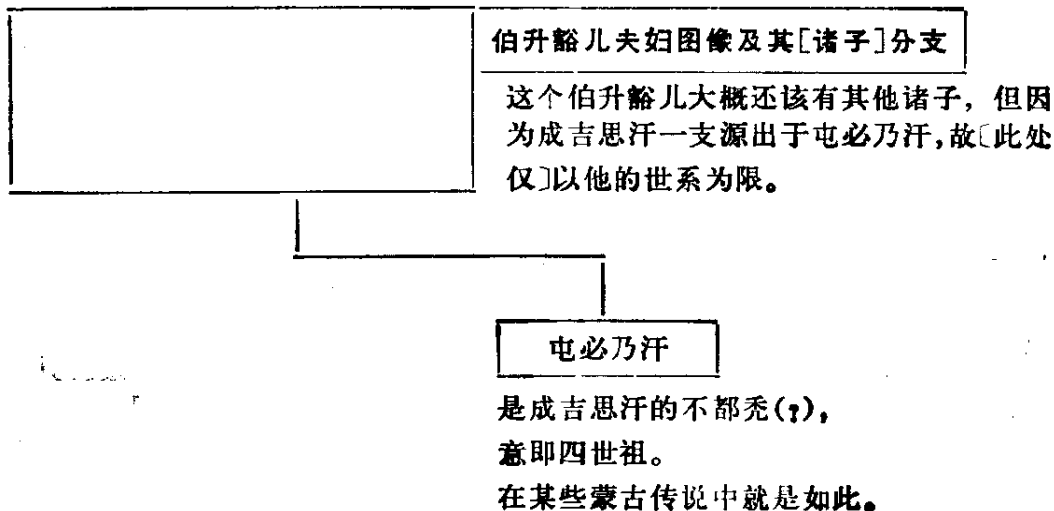 伯升豁儿夫妇图像及其[诸子]分支
这个伯升豁儿大概还该有其他诸子，但因
为成吉思汗一支源出于屯必乃汗，故〔此处
仅〕以他的世系为限。
屯必乃汗
是成吉思汗的不都秃(?)，
意即四世祖。
在某些蒙古传说中就是如此。